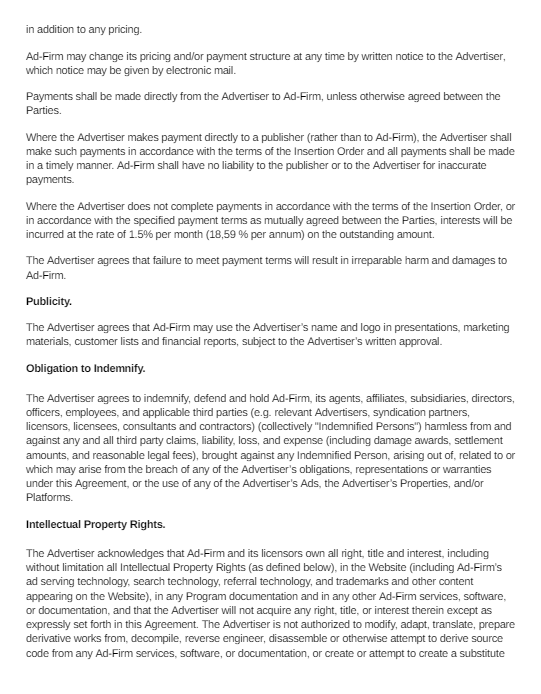 in addition to any pricing.
Ad-Firm may change its pricing and/or payment structure at any time by written notice to the Advertiser,
which notice may be given by electronic mail.
Payments shall be made directly from the Advertiser to Ad-Firm, unless otherwise agreed between the
Parties.
Where the Advertiser makes payment directly to a publisher (rather than to Ad-Firm), the Advertiser shall
make such payments in accordance with the terms of the Insertion Order and all payments shall be made
in a timely manner. Ad-Firm shall have no liability to the publisher or to the Advertiser for inaccurate
payments.
Where the Advertiser does not complete payments in accordance with the terms of the Insertion Order, or
in accordance with the specified payment terms as mutually agreed between the Parties, interests will be
incurred at the rate of 1.5% per month (18,59 % per annum) on the outstanding amount.
The Advertiser agrees that failure to meet payment terms will result in irreparable harm and damages to
Ad-Firm.
Publicity.
The Advertiser agrees that Ad-Firm may use the Advertiser’s name and logo in presentations, marketing
materials, customer lists and financial reports, subject to the Advertiser’s written approval.
Obligation to Indemnify.
The Advertiser agrees to indemnify, defend and hold Ad-Firm, its agents, affiliates, subsidiaries, directors,
officers, employees, and applicable third parties (e.g. relevant Advertisers, syndication partners,
licensors, licensees, consultants and contractors) (collectively "Indemnified Persons") harmless from and
against any and all third party claims, liability, loss, and expense (including damage awards, settlement
amounts, and reasonable legal fees), brought against any Indemnified Person, arising out of, related to or
which may arise from the breach of any of the Advertiser’s obligations, representations or warranties
under this Agreement, or the use of any of the Advertiser’s Ads, the Advertiser’s Properties, and/or
Platforms.
Intellectual Property Rights.
The Advertiser acknowledges that Ad-Firm and its licensors own all right, title and interest, including
without limitation all Intellectual Property Rights (as defined below), in the Website (including Ad-Firm’s
ad serving technology, search technology, referral technology, and trademarks and other content
appearing on the Website), in any Program documentation and in any other Ad-Firm services, software,
or documentation, and that the Advertiser will not acquire any right, title, or interest therein except as
expressly set forth in this Agreement. The Advertiser is not authorized to modify, adapt, translate, prepare
derivative works from, decompile, reverse engineer, disassemble or otherwise attempt to derive source
code from any Ad-Firm services, software, or documentation, or create or attempt to create a substitute